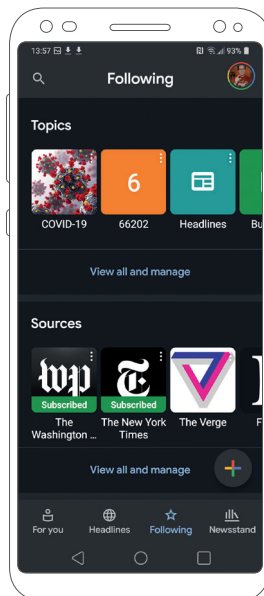 13:57 93%
Following
Topics
6
COVID-19 66202 Headlines Bu
View all and manage
Sources
wp
Subscribed Subscribed
The The New York The Verge F
Washington ... Times
View all and manage
For you Headlines Following Newsstand